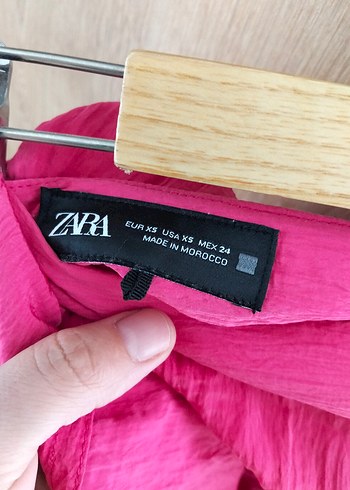 ZARA
EUR XS USA XS MEX 24
MADE IN MOROCCO